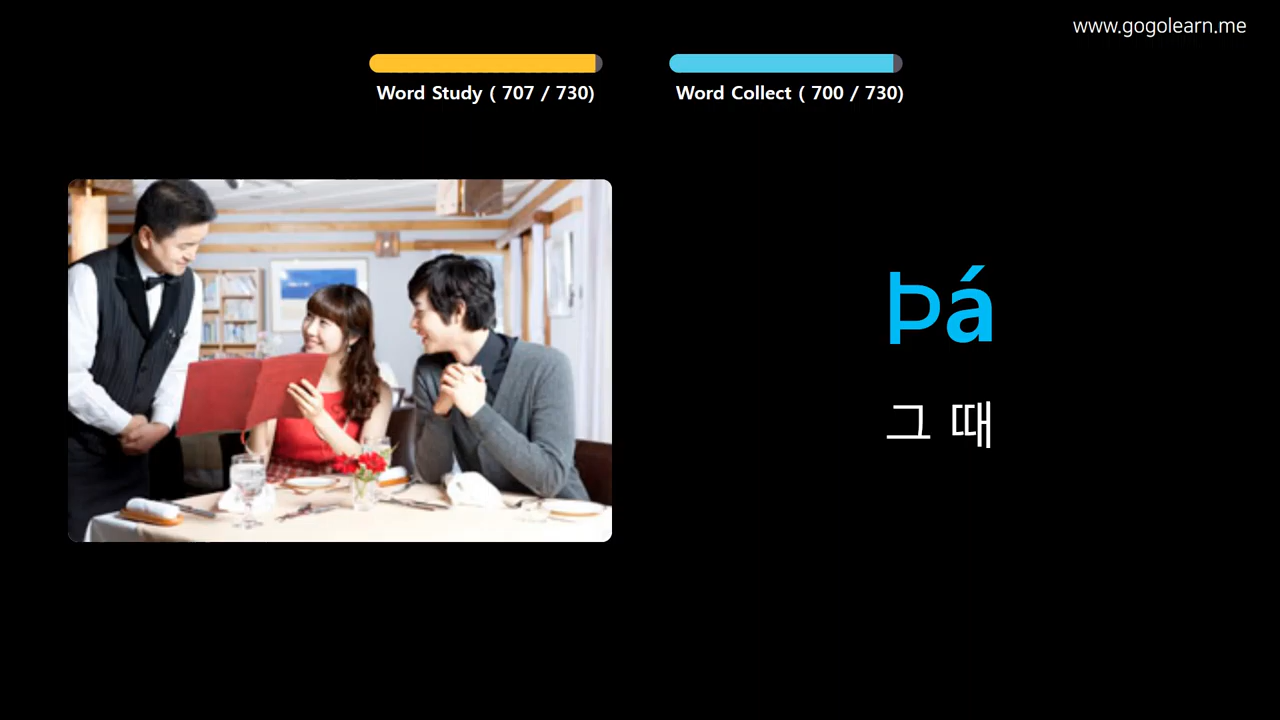 www.gogolearn.me
Word Study ( 707 / 730)
Word Collect ( 700 / 730)
Þá
그 때